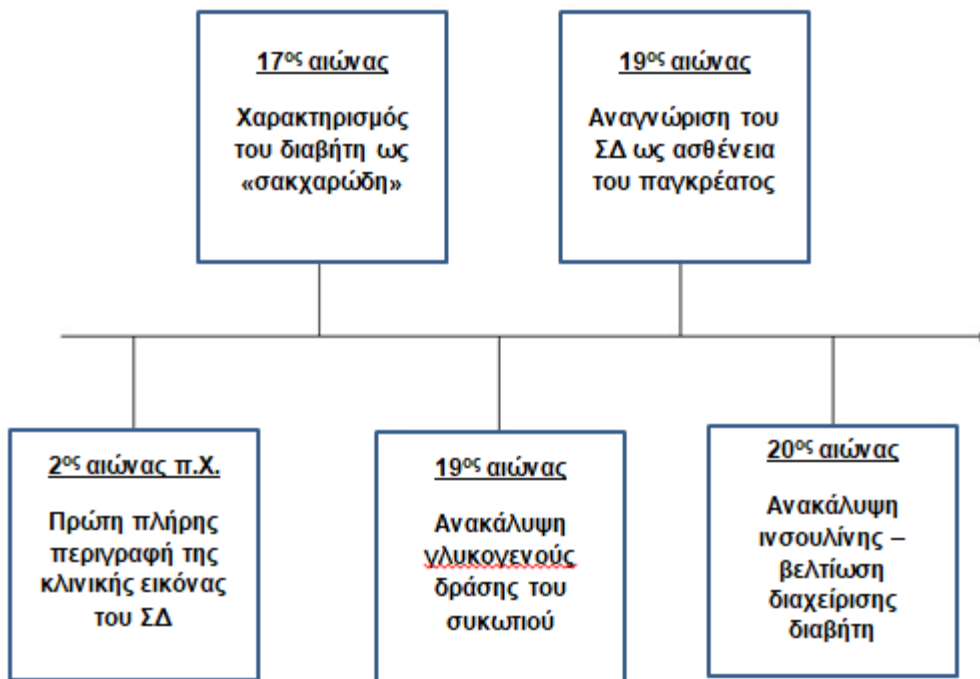 17ος αιώνας
Χαρακτηρισμός
του διαβήτη ως
«σακχαρώδη»
19ος αιώνας
Αναγνώριση του
ΣΔ ως ασθένεια
του παγκρέατος
2ος αιώνας π.Χ.
Πρώτη πλήρης
περιγραφή της
κλινικής εικόνας
του ΣΔ
19ος αιώνας
Ανακάλυψη
γλυκογενούς
δράσης του
συκωπιού
20ος αιώνας
Ανακάλυψη
ινσουλίνης –
βελτίωση
διαχείρισης
διαβήτη